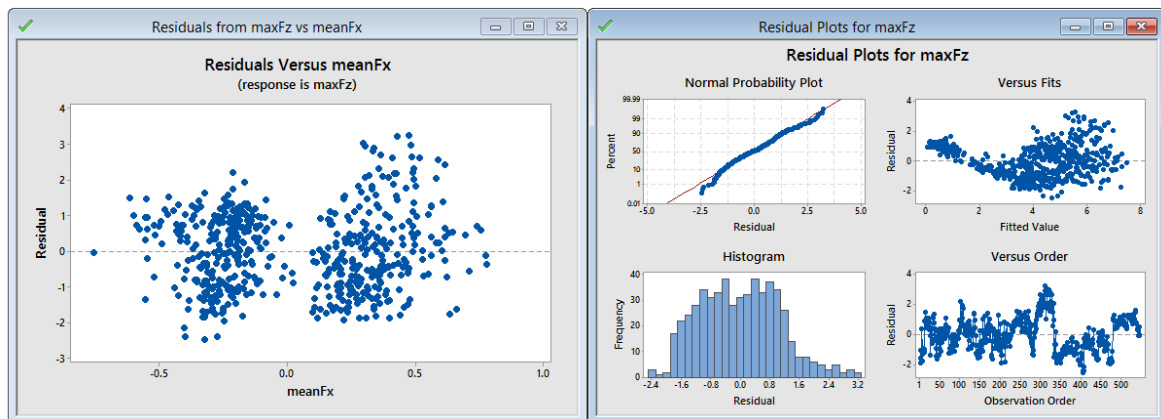 Residuals from maxFz vs meanFx
Residuals Versus meanFx
(response is maxFz)
Residual
4
3
2
1
0
-1
-2
-3
-0.5 0.0 0.5 1.0
meanFx
Residual Plots for maxFz
Residual Plots for maxFz
Normal Probability Plot
Percent
99.99
99
90
50
10
1
0.01
-5.0 -2.5 0.0 2.5 5.0
Residual
Versus Fits
Residual
4
2
0
-2
0 2 4 6 8
Fitted Value
Histogram
Frequency
40
30
20
10
0
-2.4 -1.6 -0.8 0.0 0.8 1.6 2.4 3.2
Residual
Versus Order
Residual
4
2
0
-2
1 50 100 150 200 250 300 350 400 450 500
Observation Order